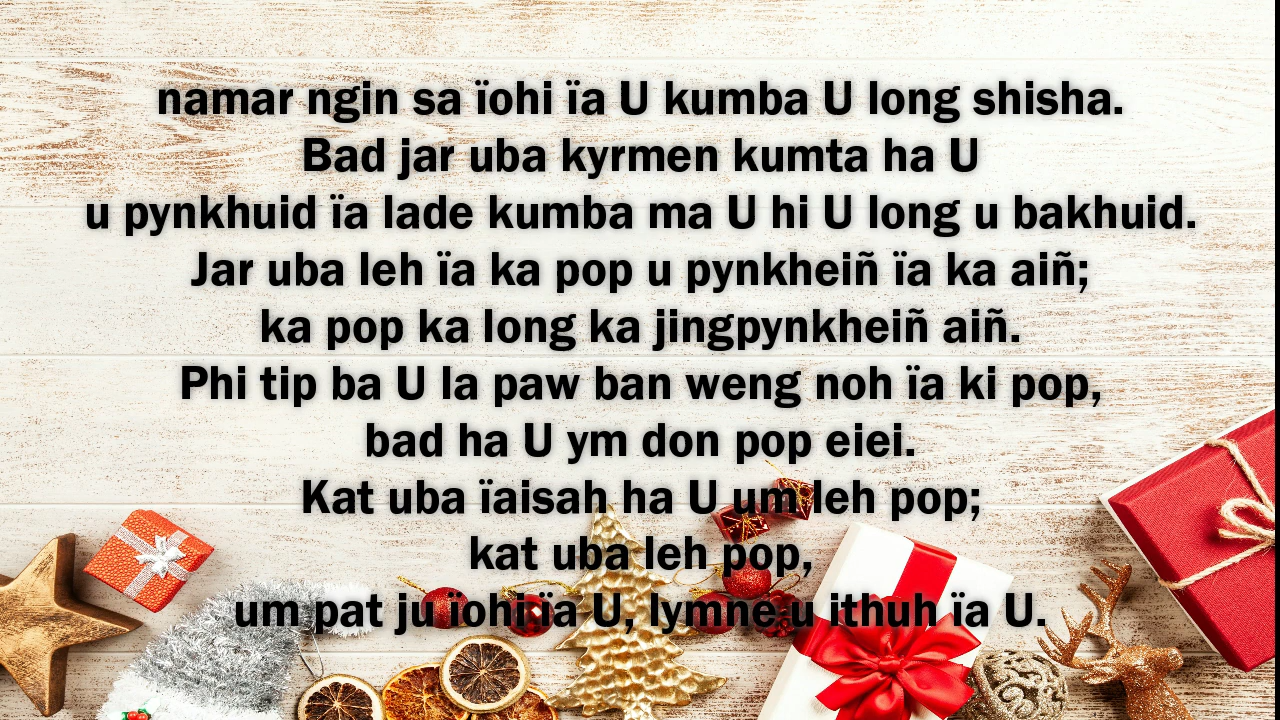 namar ngin sa ïohi ïa U kumba U long shisha.
Bad jar uba kyrmen kumta ha U
u pynkhuid ïa lade kumba ma U hi U long u bakhuid.
Jar uba leh ïa ka pop u pynkheiñ ïa ka aiñ;
ka pop ka long ka jingpynkheiñ aiñ.
Phi tip ba U la paw ban weng noh ïa ki pop,
bad ha U ym don pop eiei.
Kat uba ïaisah ha U um leh pop;
kat uba leh pop,
um pat ju ïohi ïa U, lymne u ithuh ïa U.